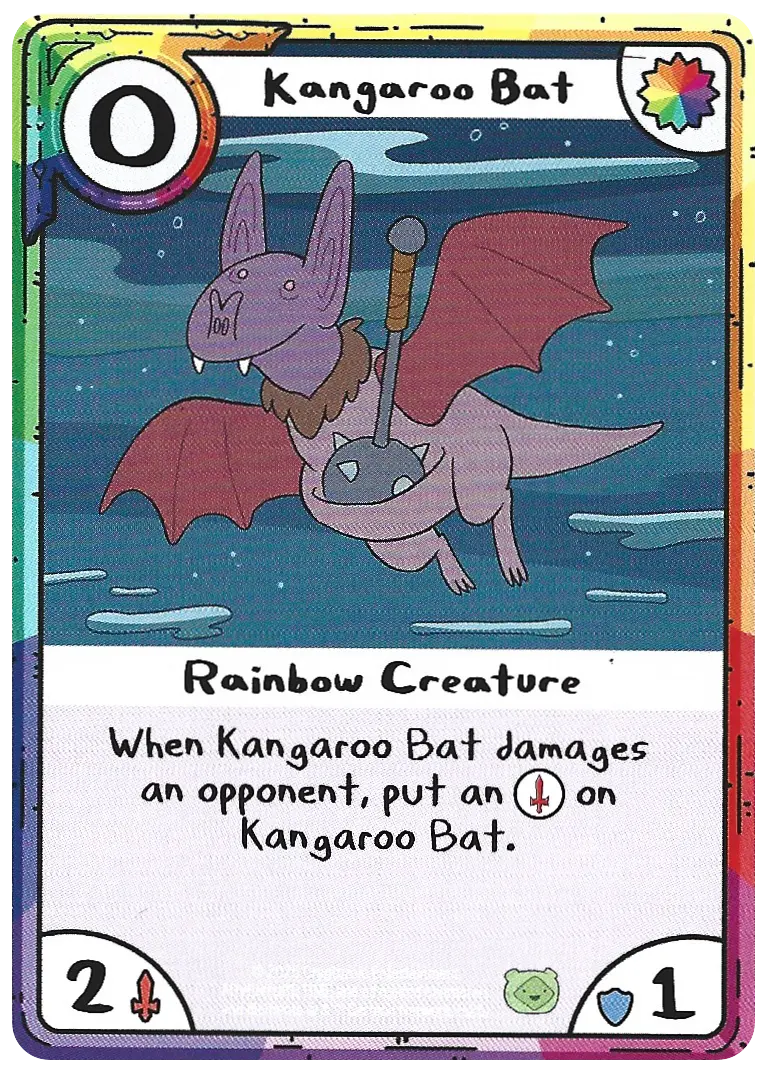 0
Kangaroo Bat
Rainbow Creature
When Kangaroo Bat damages
an opponent, put an on
Kangaroo Bat.
2
1